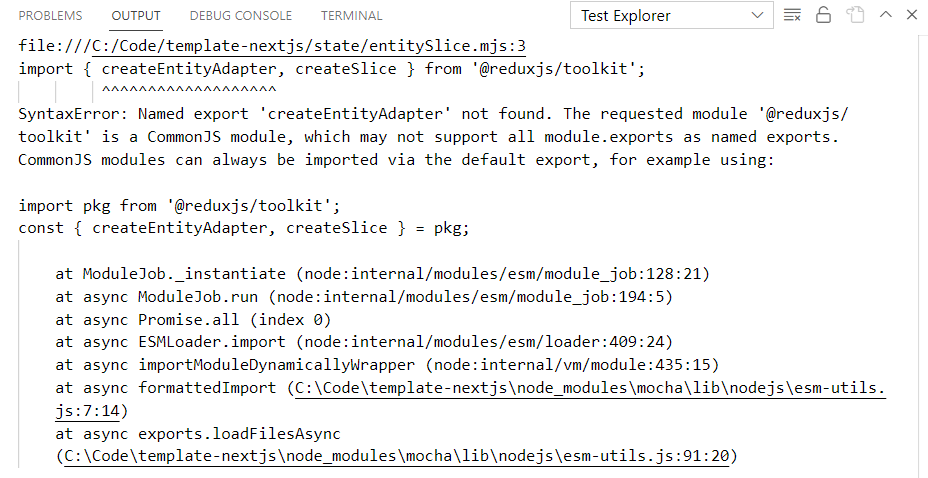 PROBLEMS OUTPUT DEBUG CONSOLE TERMINAL Test Explorer
file:///C:/Code/template-nextjs/state/entitySlice.mjs:3
import { createEntityAdapter, createSlice } from '@reduxjs/toolkit';
^^^^^^^^^^^^^^^^^^^
SyntaxError: Named export 'createEntityAdapter' not found. The requested module '@reduxjs/
toolkit' is a CommonJS module, which may not support all module.exports as named exports.
CommonJS modules can always be imported via the default export, for example using:
import pkg from '@reduxjs/toolkit';
const { createEntityAdapter, createSlice } = pkg;
at ModuleJob._instantiate (node:internal/modules/esm/module_job:128:21)
at async ModuleJob.run (node:internal/modules/esm/module_job:194:5)
at async Promise.all (index 0)
at async ESMLoader.import (node:internal/modules/esm/loader:409:24)
at async importModuleDynamicallyWrapper (node:internal/vm/module:435:15)
at async formattedImport (C:\Code\template-nextjs\node_modules\mocha\lib\nodejs\esm-utils.
js:7:14)
at async exports.loadFilesAsync
(C:\Code\template-nextjs\node_modules\mocha\lib\nodejs\esm-utils.js:91:20)